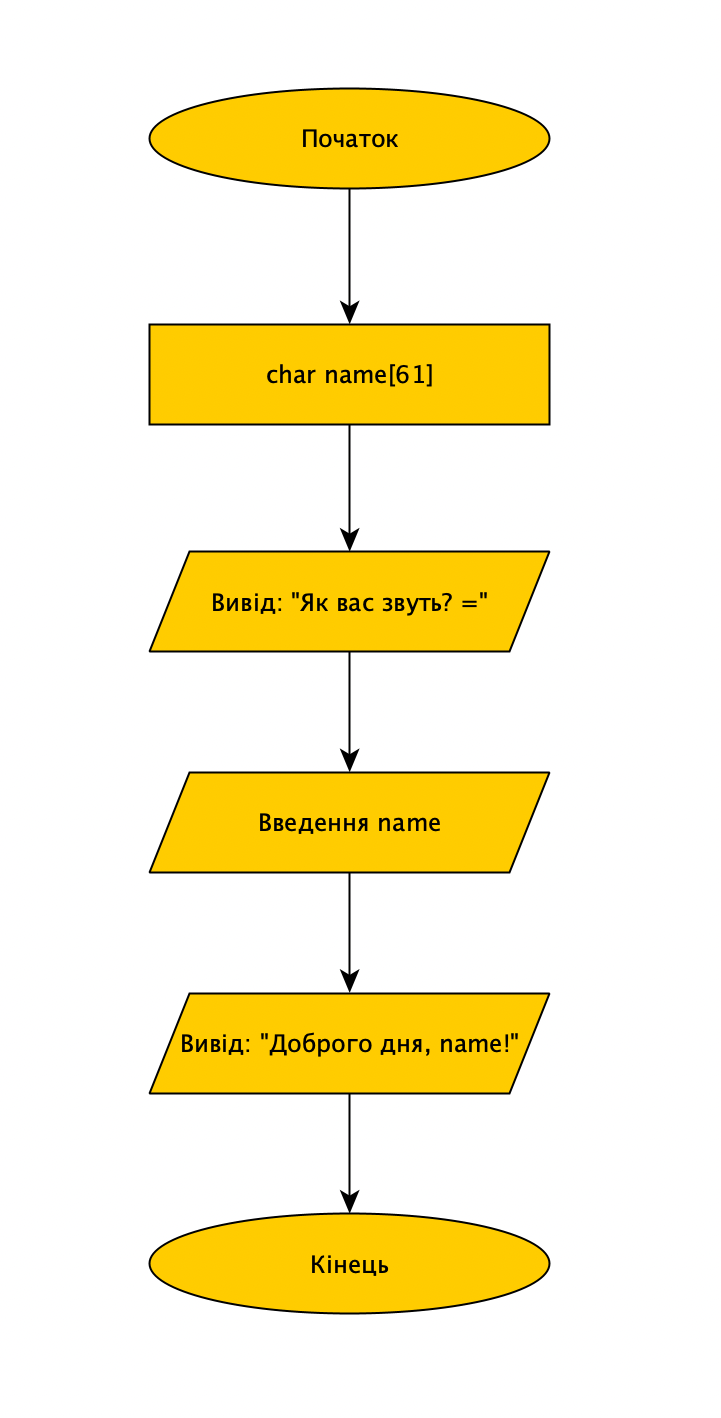 Початок
char name[61]
Вивід: "Як вас звуть? ="
Введення name
Вивід: "Доброго дня, name!"
Кінець